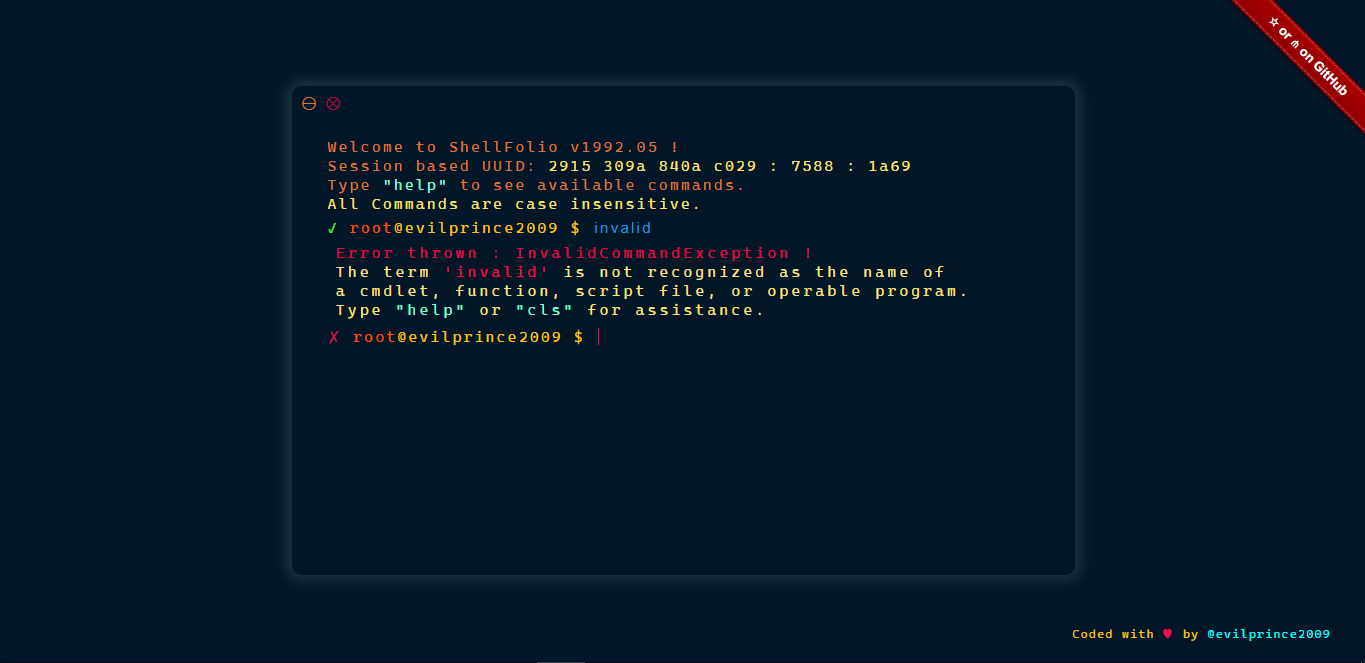 ☆ or ⋔ on GitHub
Welcome to ShellFolio v1992.05 !
Session based UUID: 2915 309a 840a c029 : 7588 : 1a69
Type "help" to see available commands.
All Commands are case insensitive.
✓ root@evilprince2009 $ invalid
Error thrown : InvalidCommandException !
The term 'invalid' is not recognized as the name of
a cmdlet, function, script file, or operable program.
Type "help" or "cls" for assistance.
✗ root@evilprince2009 $
Coded with ♥ by @evilprince2009